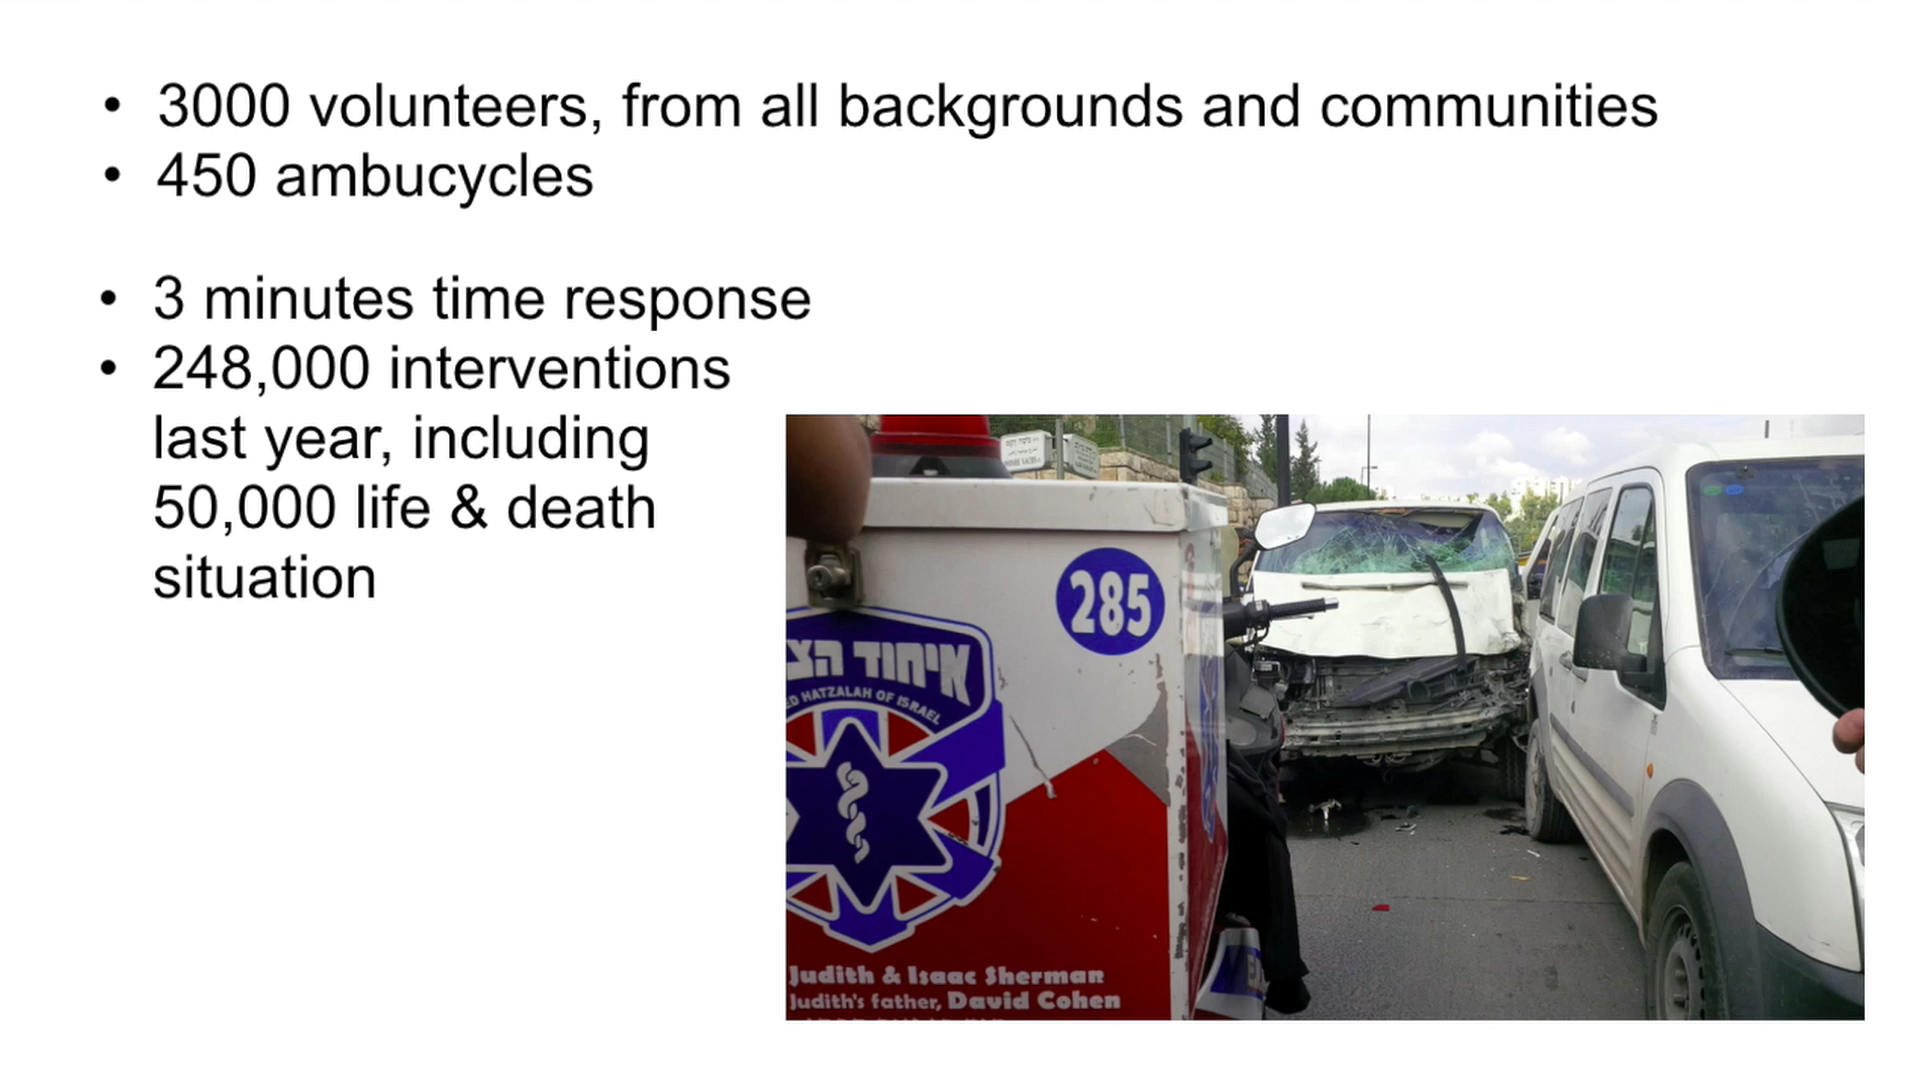 • 3000 volunteers, from all backgrounds and communities
• 450 ambucycles
• 3 minutes time response
• 248,000 interventions
last year, including
50,000 life & death
situation
285
איחוד הצ
ED HATZALAH OF ISRAEL
Judith & Isaac Sherman
Judith's father, David Cohen